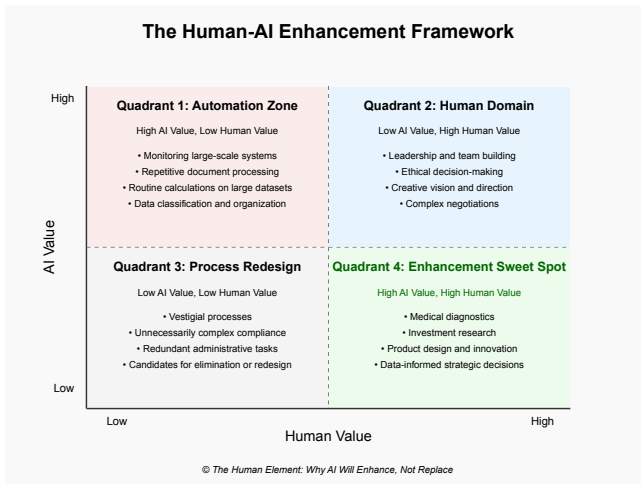 The Human-AI Enhancement Framework
High
Quadrant 1: Automation Zone
High AI Value, Low Human Value
• Monitoring large-scale systems
• Repetitive document processing
• Routine calculations on large datasets
• Data classification and organization
Quadrant 2: Human Domain
Low AI Value, High Human Value
• Leadership and team building
• Ethical decision-making
• Creative vision and direction
• Complex negotiations
AI Value
Quadrant 3: Process Redesign
Low AI Value, Low Human Value
• Vestigial processes
• Unnecessarily complex compliance
• Redundant administrative tasks
• Candidates for elimination or redesign
Quadrant 4: Enhancement Sweet Spot
High AI Value, High Human Value
• Medical diagnostics
• Investment research
• Product design and innovation
• Data-informed strategic decisions
Low
Low
High
Human Value
© The Human Element: Why AI Will Enhance, Not Replace